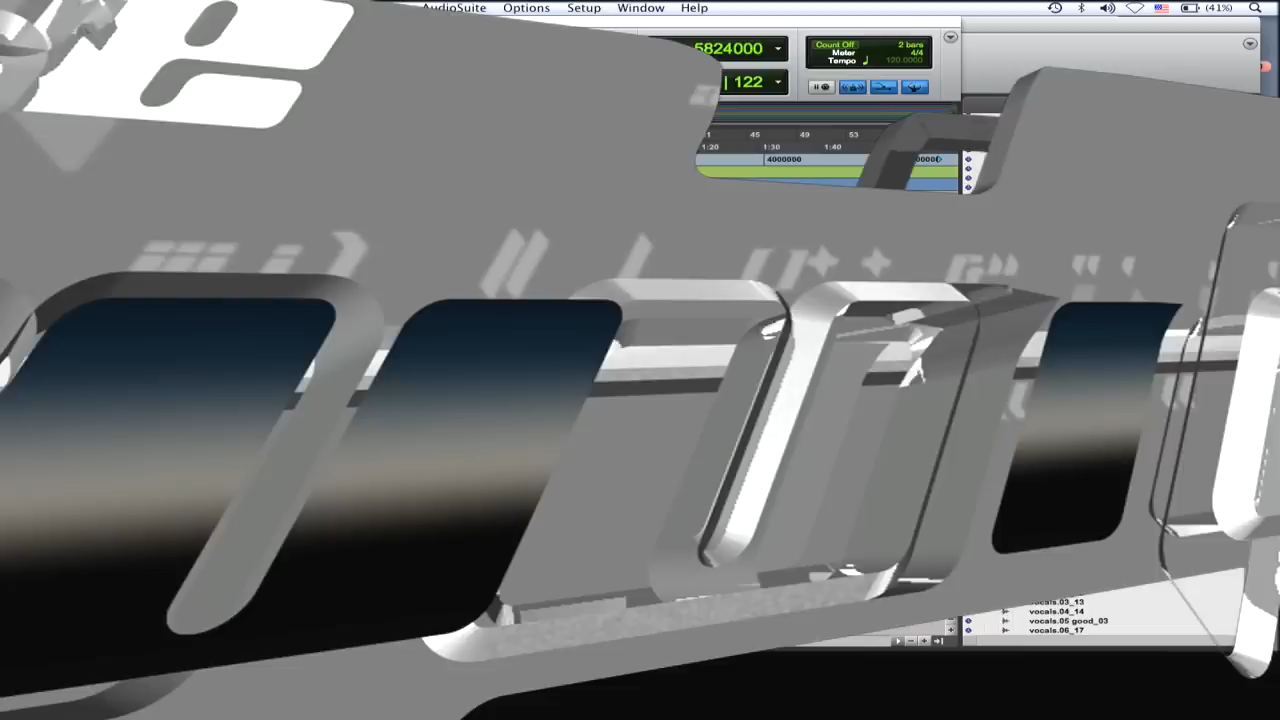 AudioSuite Options Setup Window Help (41%)
5824000
Count Off 2 bars
Meter 4/4
Tempo 120.0000
122
45 49 53
1:20 1:30 1:40
4000000
vocals.03_13
vocals.04_14
vocals.05 good_03
vocals.06_17